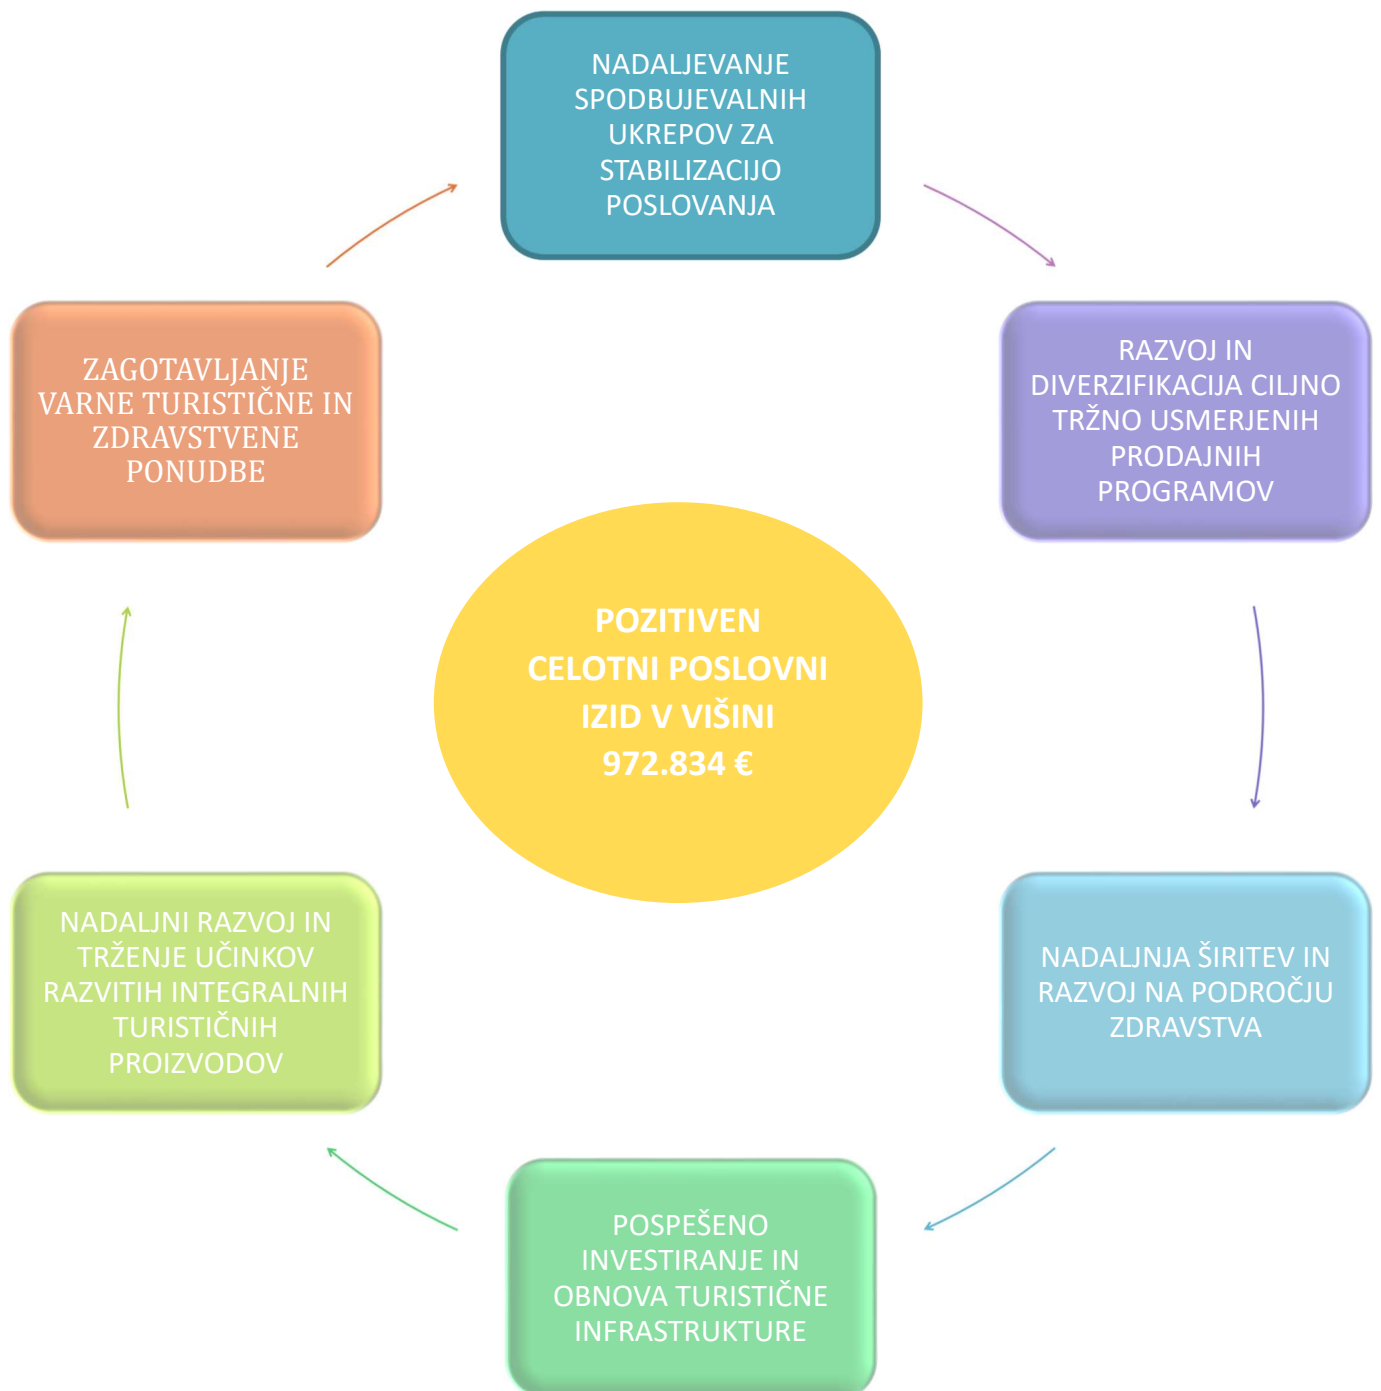 NADALJEVANJE
SPODBUJEVALNIH
UKREPOV ZA
STABILIZACIJO
POSLOVANJA
RAZVOJ IN
DIVERZIFIKACIJA CILJNO
TRŽNO USMERJENIH
PRODAJNIH
PROGRAMOV
NADALJNJA ŠIRITEV IN
RAZVOJ NA PODROČJU
ZDRAVSTVA
POSPEŠENO
INVESTIRANJE IN
OBNOVA TURISTIČNE
INFRASTRUKTURE
NADALJNI RAZVOJ IN
TRŽENJE UČINKOV
RAZVITIH INTEGRALNIH
TURISTIČNIH
PROIZVODOV
ZAGOTAVLJANJE
VARNE TURISTIČNE IN
ZDRAVSTVENE
PONUDBE
POZITIVEN
CELOTNI POSLOVNI
IZID V VIŠINI
972.834 €